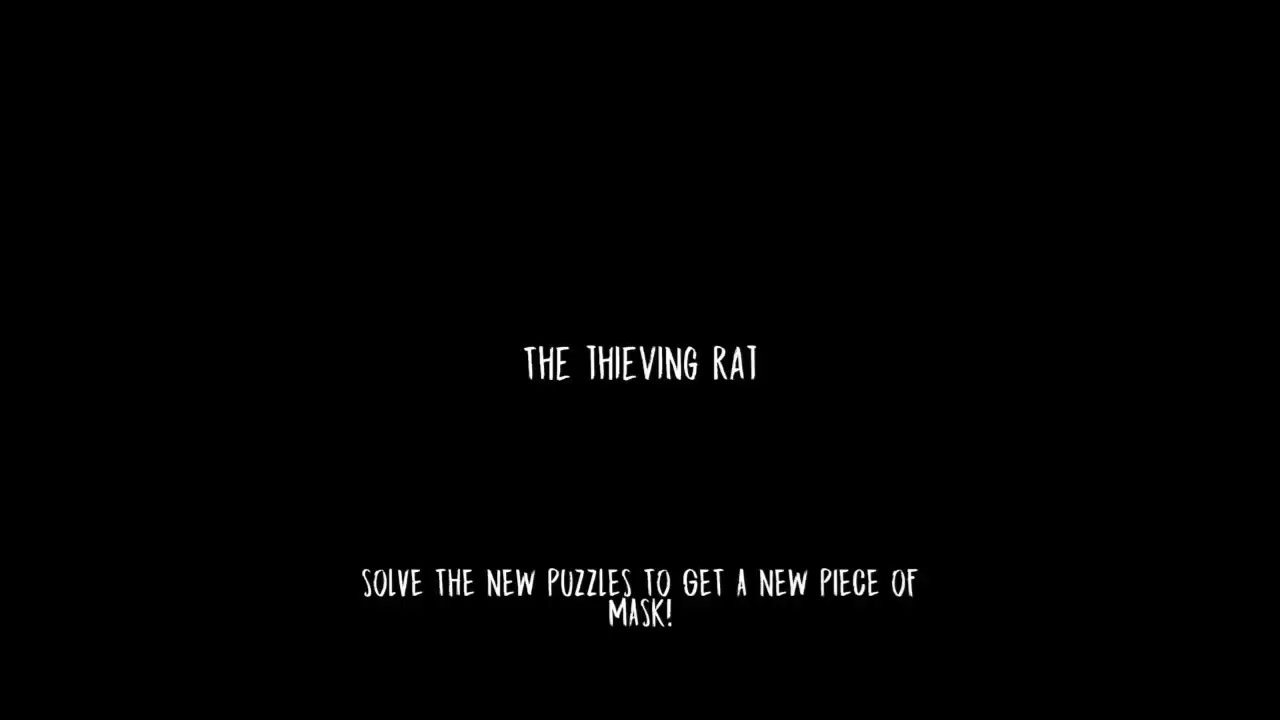 THE THIEVING RAT
SOLVE THE NEW PUZZLES TO GET A NEW PIECE OF
MASK!